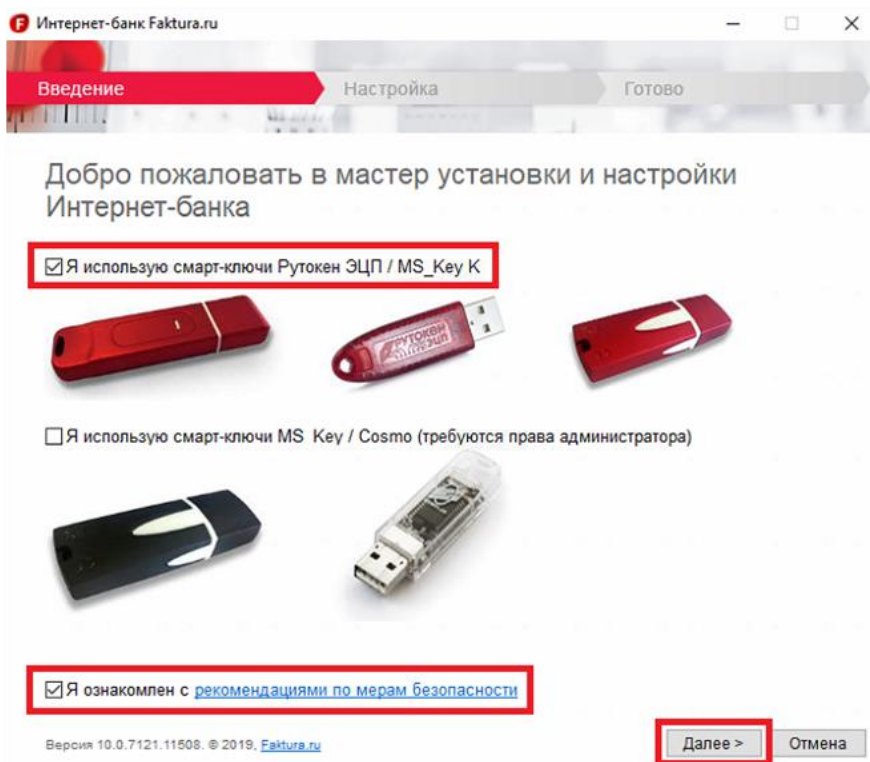 Интернет-банк Faktura.ru
Введение
Настройка
Готово
Добро пожаловать в мастер установки и настройки
Интернет-банка
Я использую смарт-ключи Рутокен ЭЦП / MS_Key K
РУТОКЕН
ЭЦП
Я использую смарт-ключи MS_Key / Cosmo (требуются права администратора)
Я ознакомлен с рекомендациями по мерам безопасности
Версия 10.0.7121.11508. © 2019, Faktura.ru
Далее >
Отмена